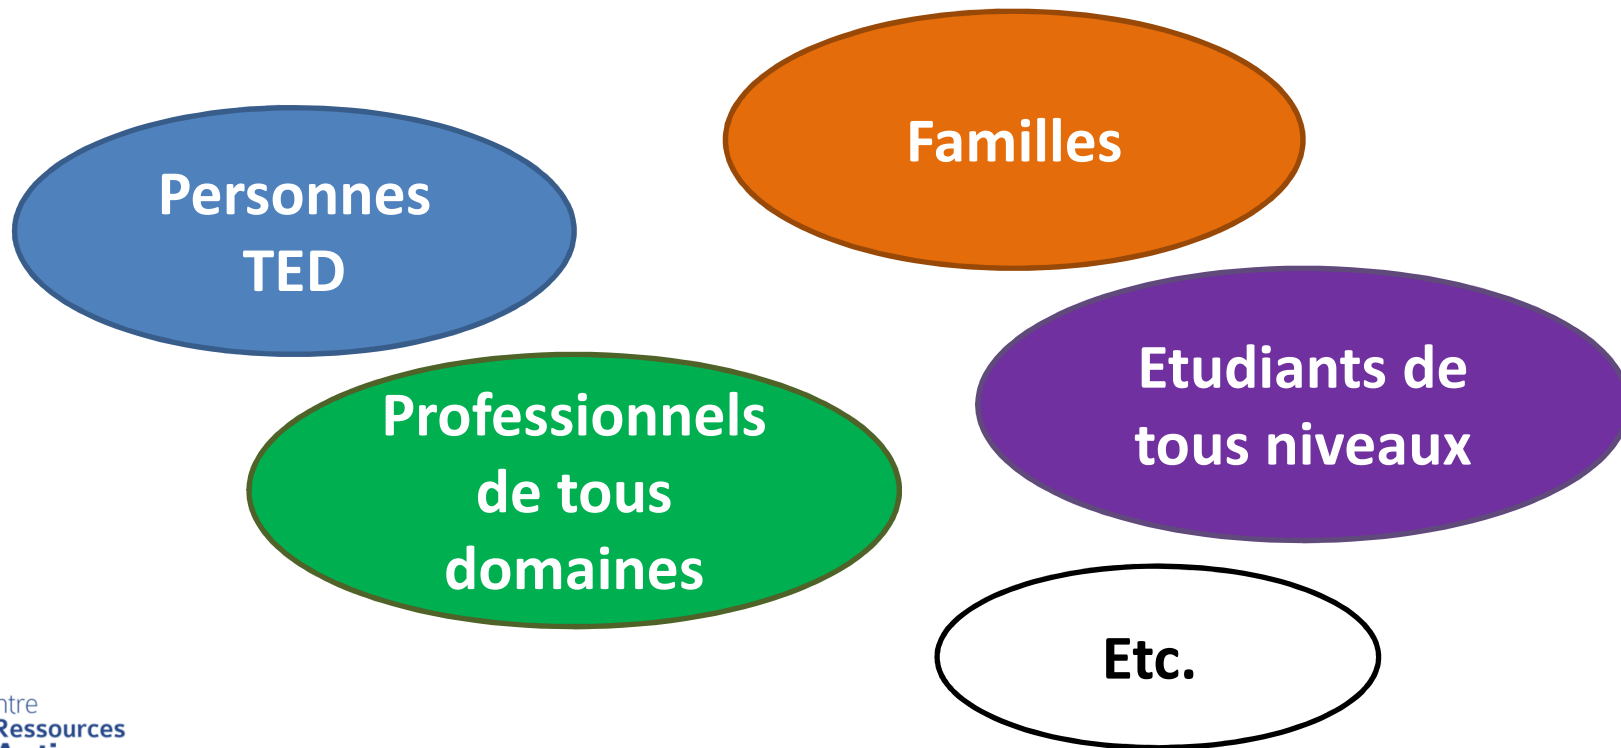 Familles
Personnes
TED
Etudiants de
tous niveaux
Professionnels
de tous
domaines
Etc.
Ressources